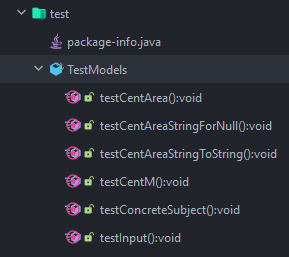 test
package-info.java
TestModels
testCentArea():void
testCentAreaStringForNull():void
testCentAreaStringToString():void
testCentM():void
testConcreteSubject():void
testInput():void